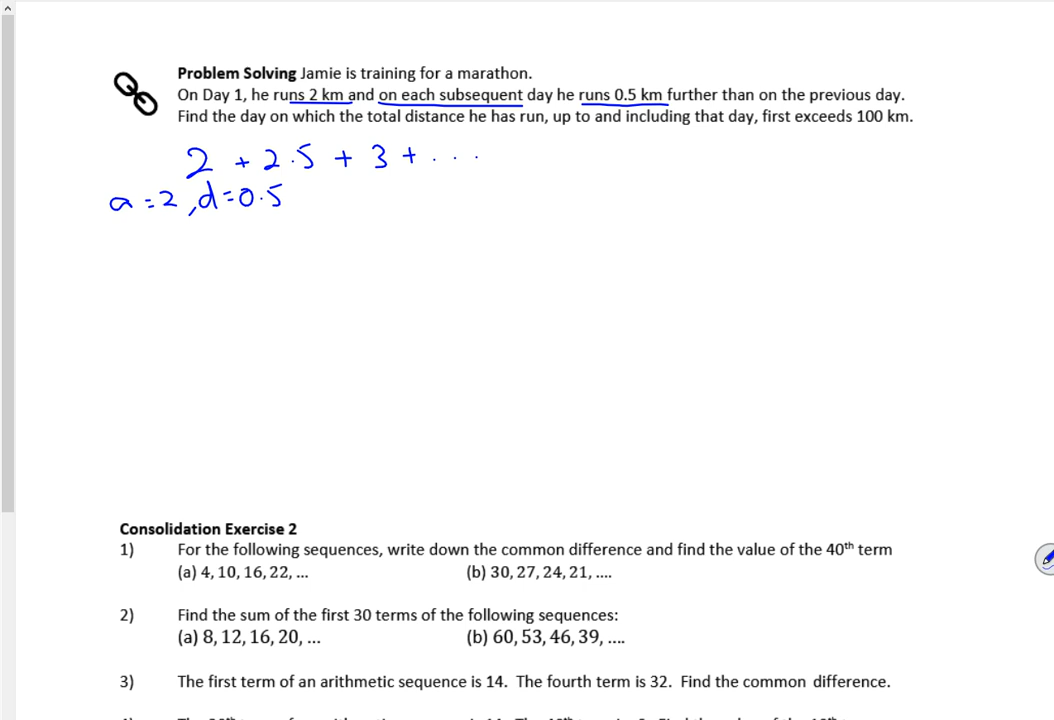 Problem Solving Jamie is training for a marathon.
On Day 1, he runs 2 km and on each subsequent day he runs 0.5 km further than on the previous day.
Find the day on which the total distance he has run, up to and including that day, first exceeds 100 km.
2 + 2.5 + 3 + ...
a = 2, d = 0.5
Consolidation Exercise 2
1) For the following sequences, write down the common difference and find the value of the 40th term
(a) 4, 10, 16, 22, ... (b) 30, 27, 24, 21, ....
2) Find the sum of the first 30 terms of the following sequences:
(a) 8, 12, 16, 20, ... (b) 60, 53, 46, 39, ....
3) The first term of an arithmetic sequence is 14. The fourth term is 32. Find the common difference.